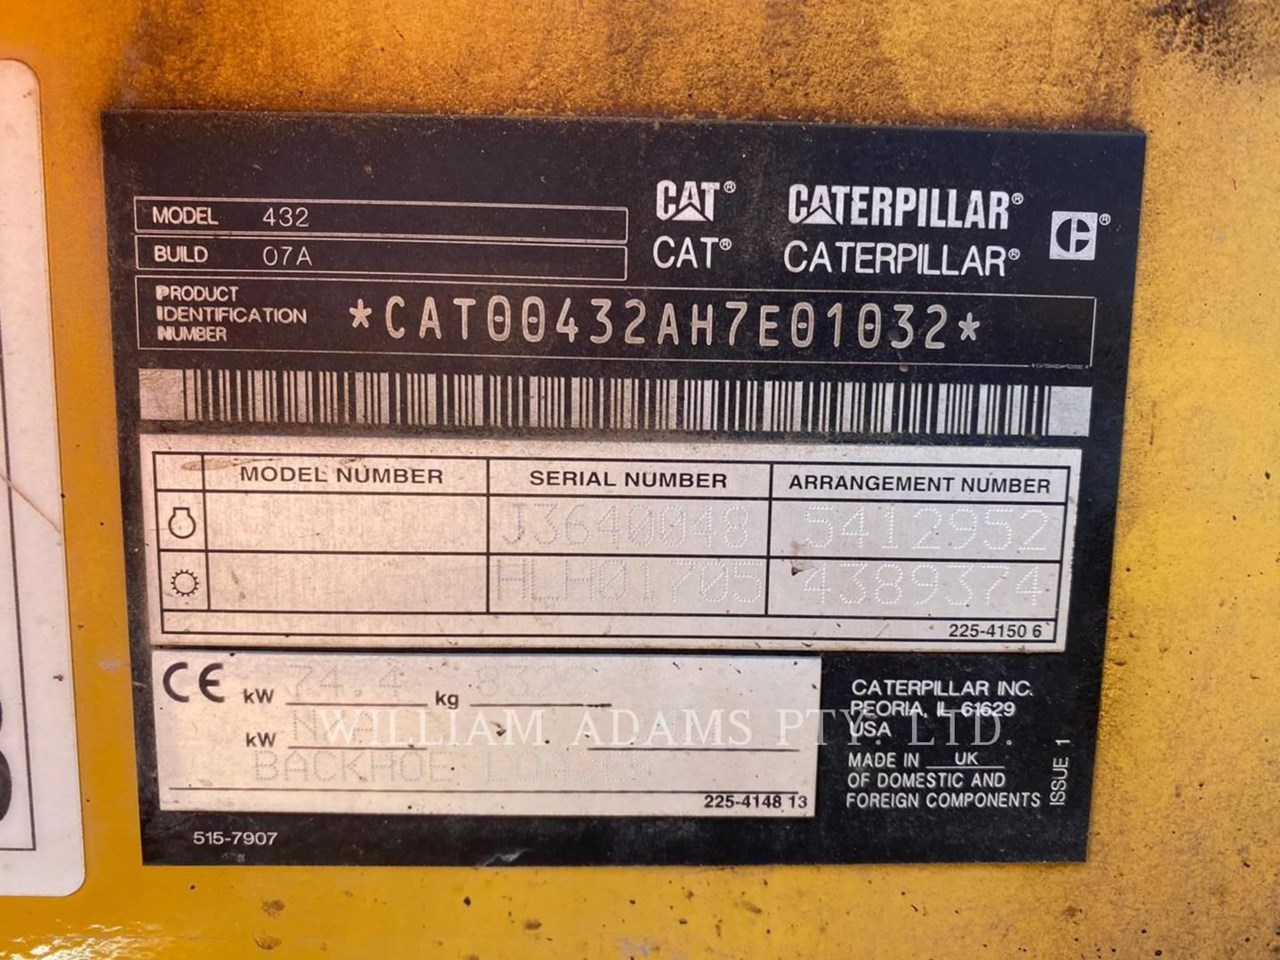 MODEL 432
BUILD 07A
CAT® CATERPILLAR® ®
CAT® CATERPILLAR®
PRODUCT
IDENTIFICATION
NUMBER
*CAT00432AH7E01032*
MODEL NUMBER SERIAL NUMBER ARRANGEMENT NUMBER
J3640048 5412952
HLH01705 4389374
225-4150 6
CE kW 74.4 kg
kW
BACKHOE
225-4148 13
WILLIAM ADAMS PTY. LTD.
CATERPILLAR INC.
PEORIA, IL 61629
USA
MADE IN UK
OF DOMESTIC AND
FOREIGN COMPONENTS
ISSUE 1
515-7907